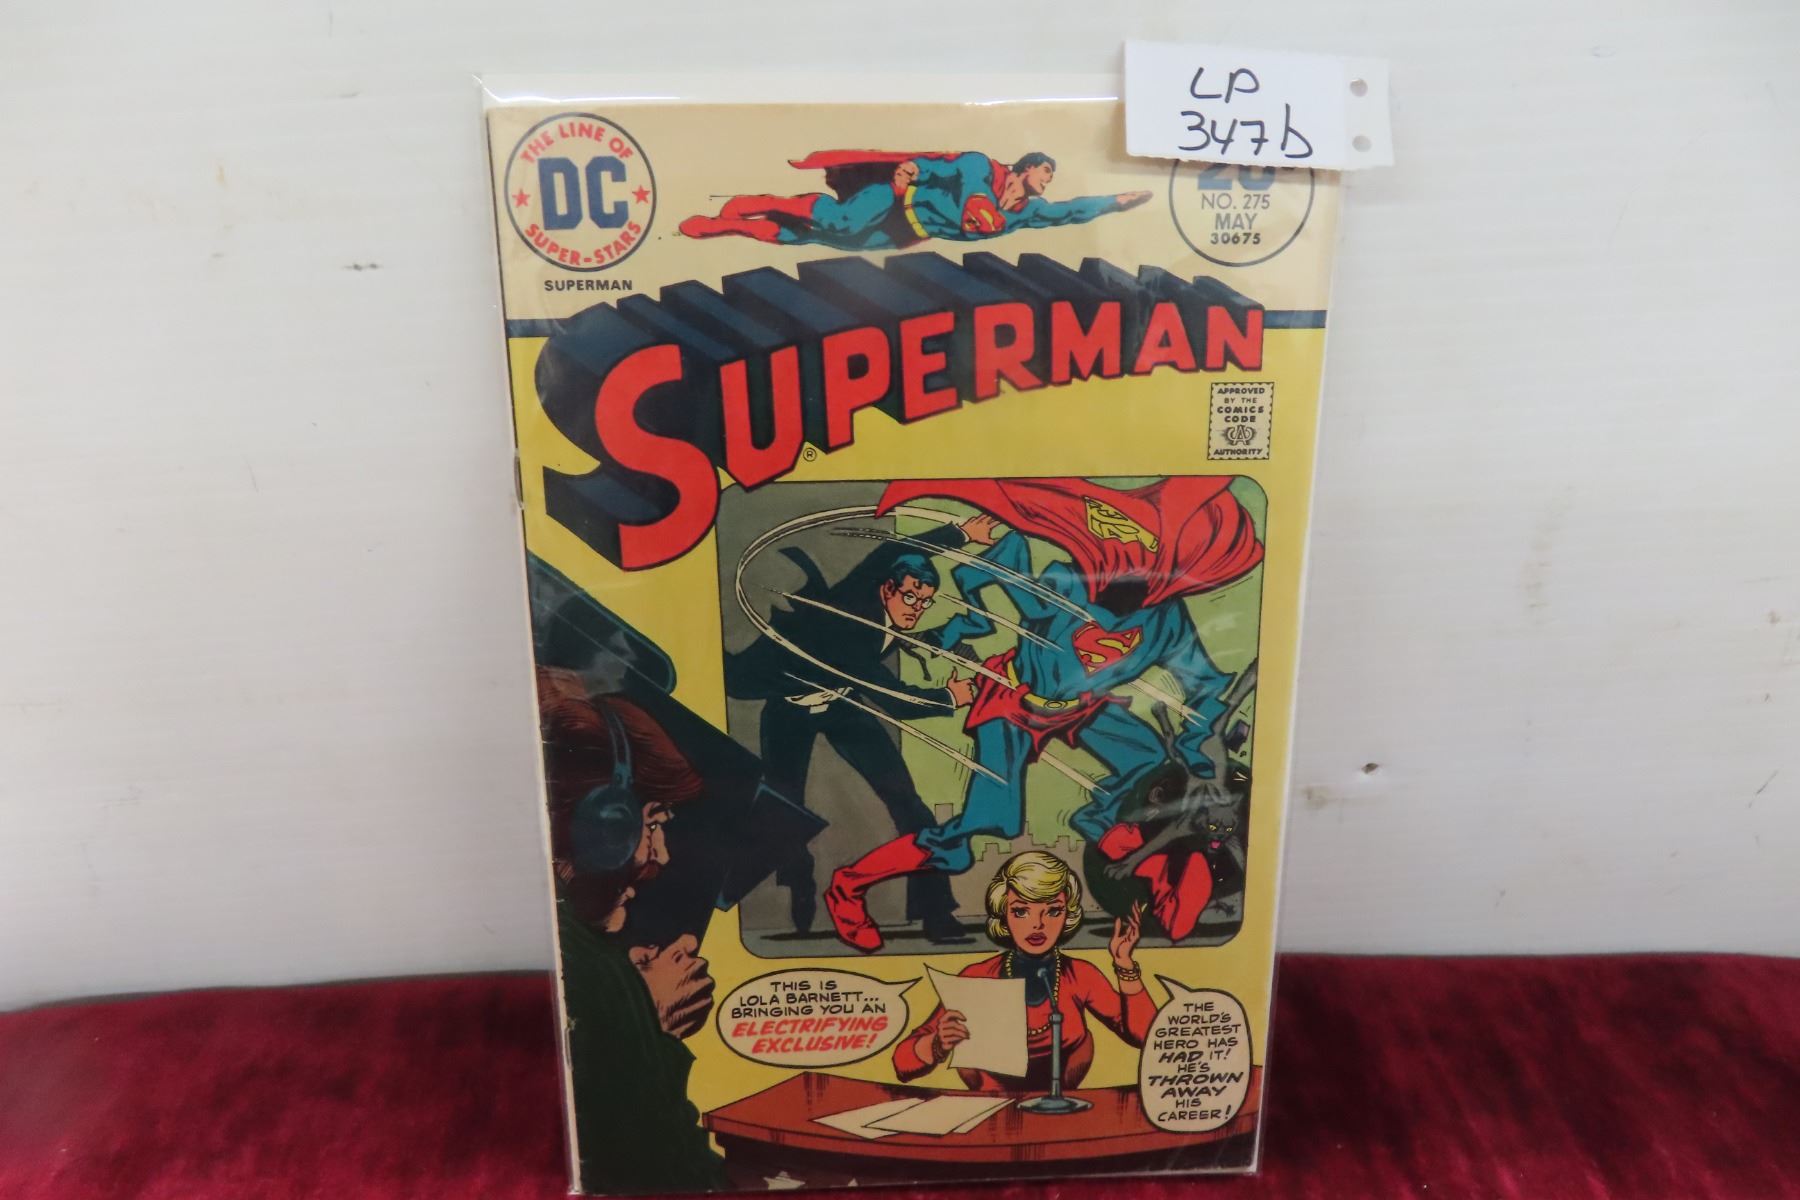 LP
347b
THE LINE OF
DC
SUPER-STARS
SUPERMAN
NO. 275
MAY
30675
SUPERMAN
®
APPROVED
BY THE
COMICS
CODE
AUTHORITY
THIS IS
LOLA BARNETT...
BRINGING YOU AN
ELECTRIFYING
EXCLUSIVE!
THE
WORLD'S
GREATEST
HERO HAS
HAD IT!
HE'S
THROWN
AWAY
HIS
CAREER!